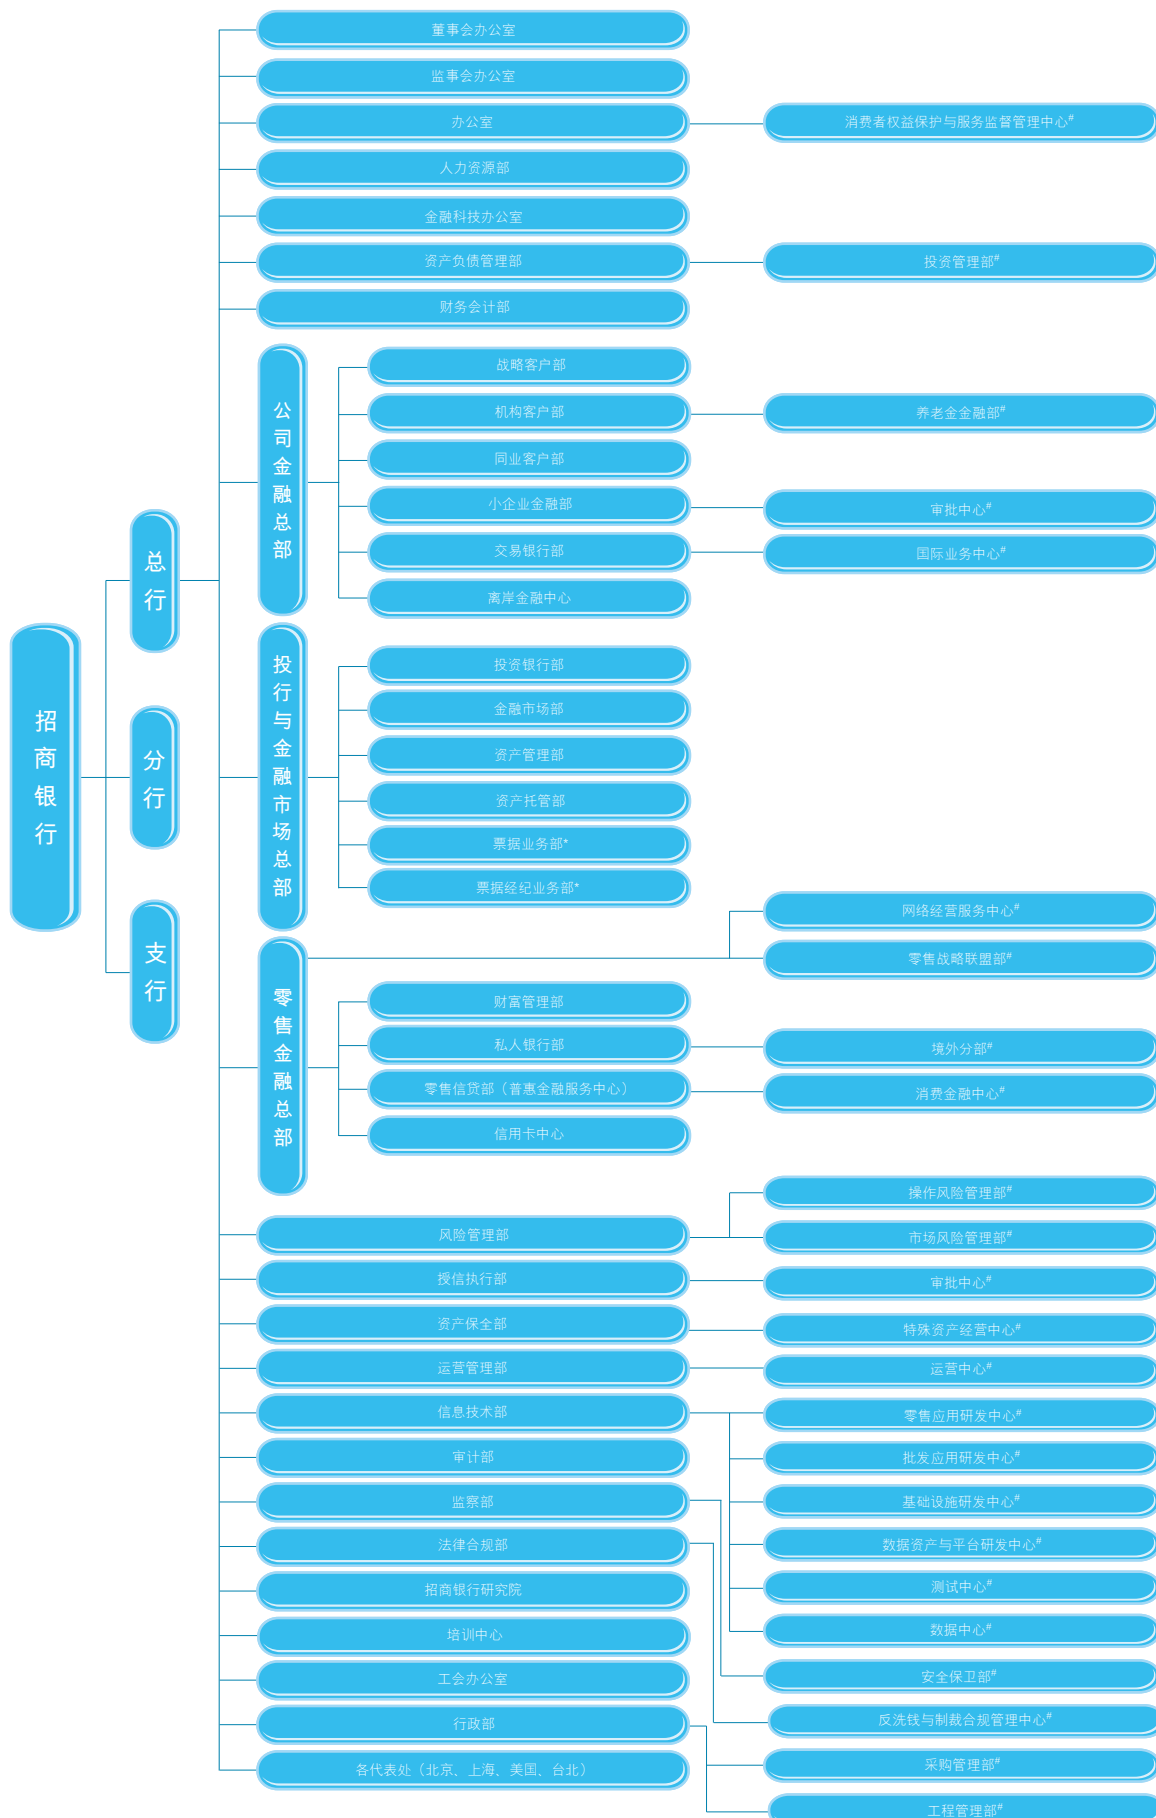 招商银行
总行
分行
支行
董事会办公室
监事会办公室
办公室
消费者权益保护与服务监督管理中心#
人力资源部
金融科技办公室
资产负债管理部
投资管理部#
财务会计部
公司金融总部
战略客户部
机构客户部
养老金金融部#
同业客户部
小企业金融部
审批中心#
交易银行部
国际业务中心#
离岸金融中心
投行与金融市场总部
投资银行部
金融市场部
资产管理部
资产托管部
票据业务部*
票据经纪业务部*
零售金融总部
网络经营服务中心#
零售战略联盟部#
财富管理部
私人银行部
境外分部#
零售信贷部（普惠金融服务中心）
消费金融中心#
信用卡中心
风险管理部
操作风险管理部#
市场风险管理部#
授信执行部
审批中心#
资产保全部
特殊资产经营中心#
运营管理部
运营中心#
信息技术部
零售应用研发中心#
批发应用研发中心#
基础设施研发中心#
数据资产与平台研发中心#
测试中心#
数据中心#
审计部
监察部
安全保卫部#
法律合规部
反洗钱与制裁合规管理中心#
招商银行研究院
培训中心
工会办公室
行政部
采购管理部#
工程管理部#
各代表处（北京、上海、美国、台北）